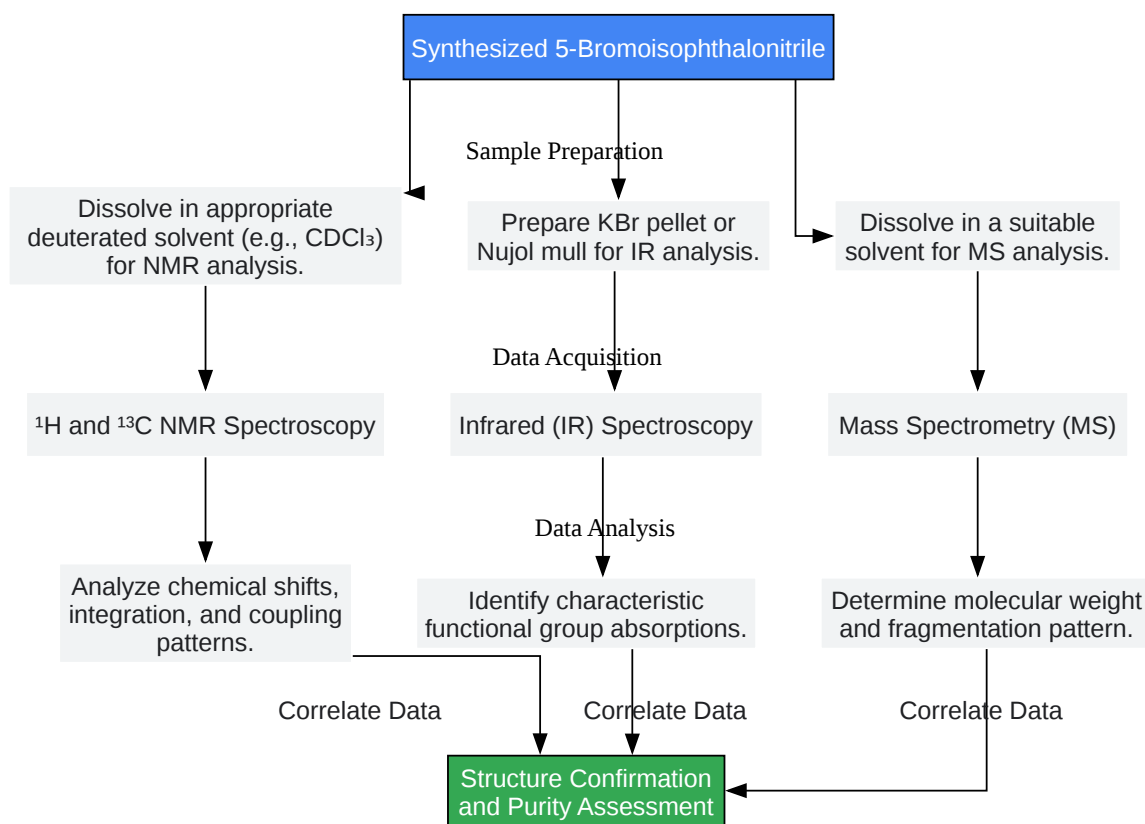 Synthesized 5-Bromoisophthalonitrile
Sample Preparation
Dissolve in appropriate
deuterated solvent (e.g., CDCl₃)
for NMR analysis.
Prepare KBr pellet or
Nujol mull for IR analysis.
Dissolve in a suitable
solvent for MS analysis.
Data Acquisition
¹H and ¹³C NMR Spectroscopy
Infrared (IR) Spectroscopy
Mass Spectrometry (MS)
Data Analysis
Analyze chemical shifts,
integration, and coupling
patterns.
Identify characteristic
functional group absorptions.
Determine molecular weight
and fragmentation pattern.
Correlate Data
Correlate Data
Correlate Data
Structure Confirmation
and Purity Assessment